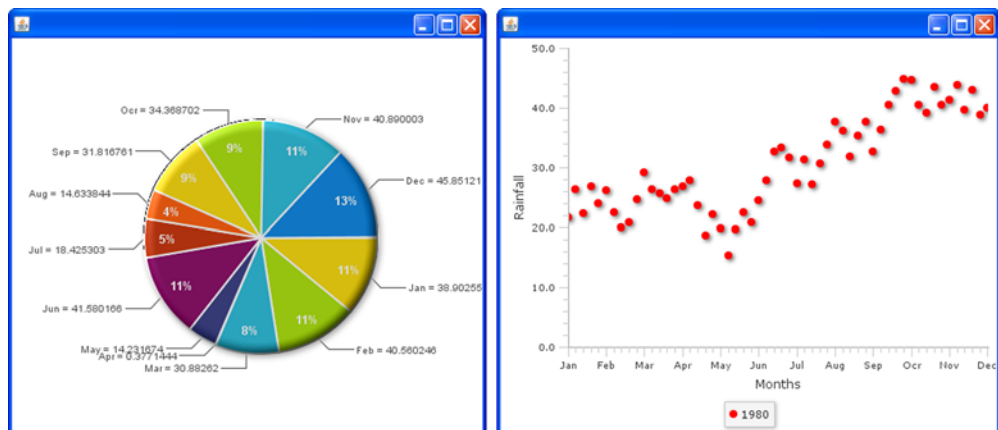 Ocr = 34.368702
Nov = 40.890003
Sep = 31.816761
Dec = 45.85121
Aug = 14.633844
Jul = 18.425303
Jan = 38.90255
Jun = 41.580166
Feb = 40.560246
May = 14.231674
Apr = 0.3771444
Mar = 30.88262
9%
11%
13%
9%
4%
5%
11%
11%
11%
8%
50.0
40.0
30.0
20.0
10.0
0.0
Rainfall
Jan Feb Mar Apr May Jun Jul Aug Sep Ocr Nov Dec
Months
1980